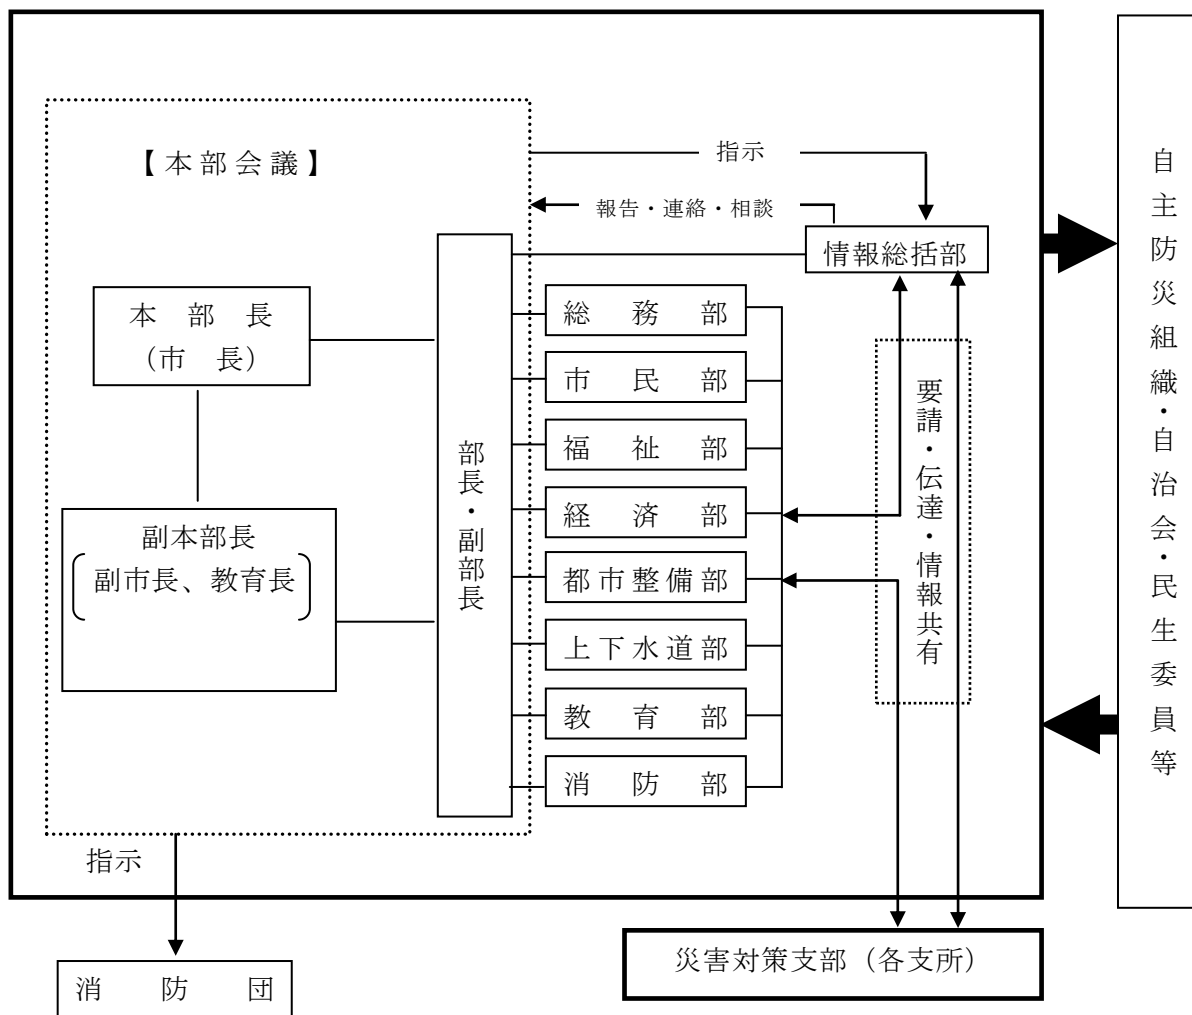 【本部会議】
指示
報告・連絡・相談
情報総括部
本部長
（市長）
副本部長
副市長、教育長
部長・副部長
総務部
市民部
福祉部
経済部
都市整備部
上下水道部
教育部
消防部
要請・伝達・情報共有
自主防災組織・自治会・民生委員等
指示
消防団
災害対策支部（各支所）